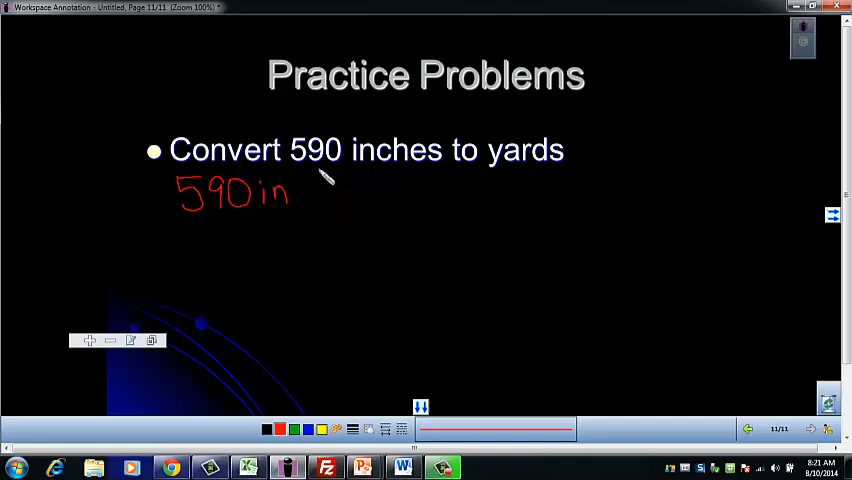 Workspace Annotation - Untitled, Page 11/11 (Zoom 100%) *
Practice Problems
Convert 590 inches to yards
590 in
11/11
8:21 AM
8/10/2014